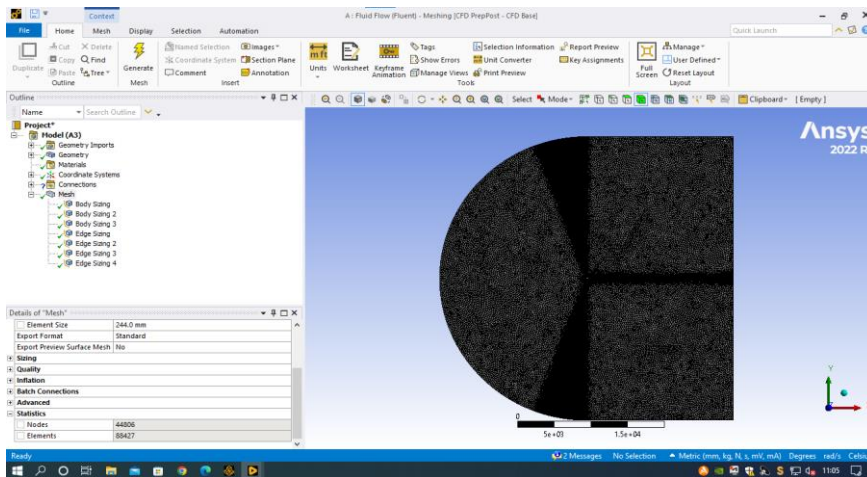 Context
A : Fluid Flow (Fluent) - Meshing [CFD PrepPost - CFD Base]
File Home Mesh Display Selection Automation
Quick Launch
Duplicate
Cut
Copy
Paste
Delete
Find
Tree
Outline
Generate
Mesh
Named Selection
Coordinate System
Comment
Images
Section Plane
Annotation
Insert
Units
Worksheet
Keyframe
Animation
Tags
Show Errors
Manage Views
Selection Information
Unit Converter
Print Preview
Report Preview
Key Assignments
Tools
Full
Screen
Manage
User Defined
Reset Layout
Layout
Outline
Name Search Outline
Project*
Model (A3)
Geometry Imports
Geometry
Materials
Coordinate Systems
Connections
Mesh
Body Sizing
Body Sizing 2
Body Sizing 3
Edge Sizing
Edge Sizing 2
Edge Sizing 3
Edge Sizing 4
Details of "Mesh"
Element Size 244.0 mm
Export Format Standard
Export Preview Surface Mesh No
Sizing
Quality
Inflation
Batch Connections
Advanced
Statistics
Nodes 44806
Elements 88427
Select Mode Clipboard [ Empty ]
Ansys
2022 R
0
5e+03 1.5e+04
Y
Ready 2 Messages No Selection Metric (mm, kg, N, s, mV, mA) Degrees rad/s Celsiu
11:05